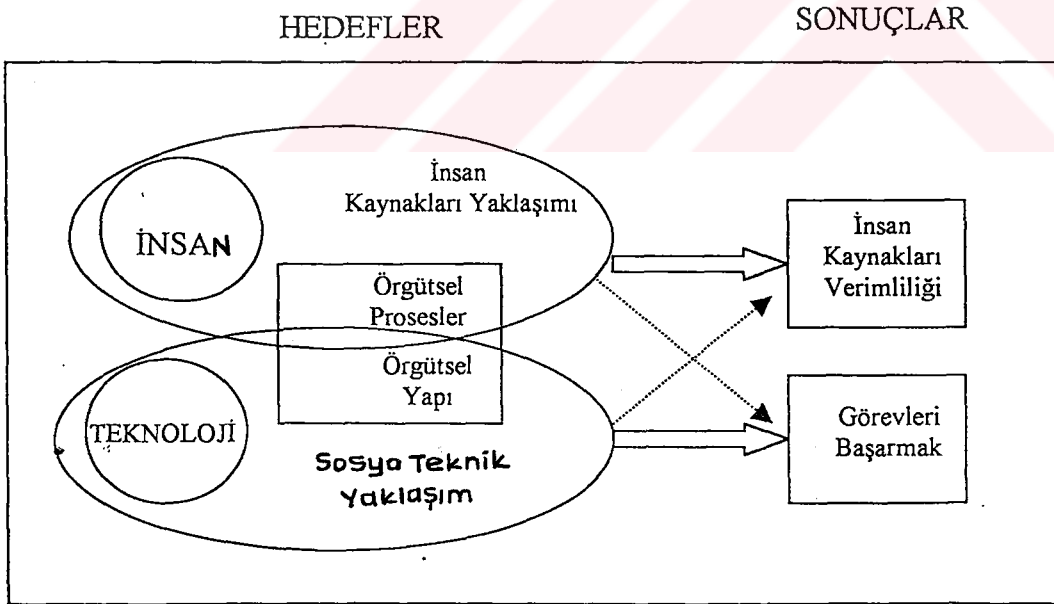 HEDEFLER
SONUÇLAR
İnsan
Kaynakları Yaklaşımı
İNSAN
Örgütsel
Prosesler
Örgütsel
Yapı
TEKNOLOJİ
Sosyo Teknik
Yaklaşım
İnsan
Kaynakları
Verimliliği
Görevleri
Başarmak